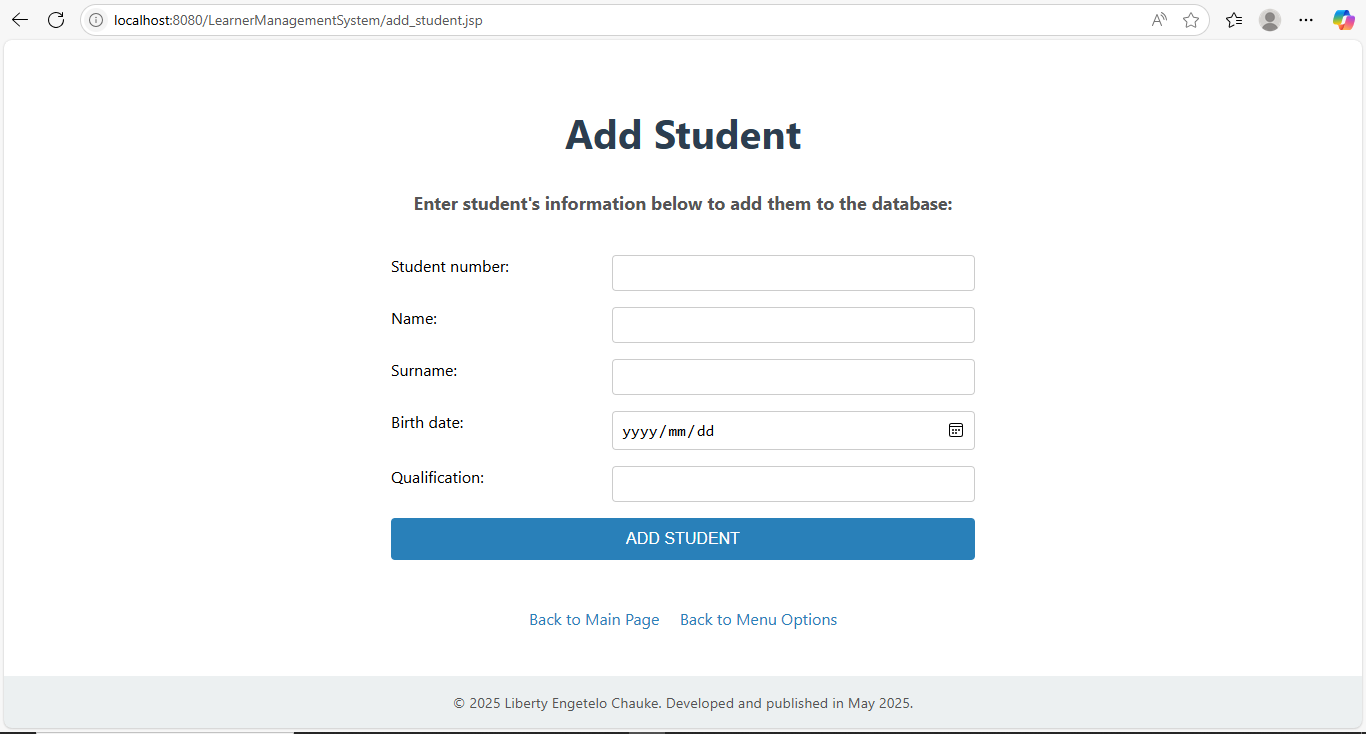 localhost:8080/LearnerManagementSystem/add_student.jsp
Add Student
Enter student's information below to add them to the database:
Student number:
Name:
Surname:
Birth date:
yyyy/mm/dd
Qualification:
ADD STUDENT
Back to Main Page Back to Menu Options
© 2025 Liberty Engetelo Chauke. Developed and published in May 2025.